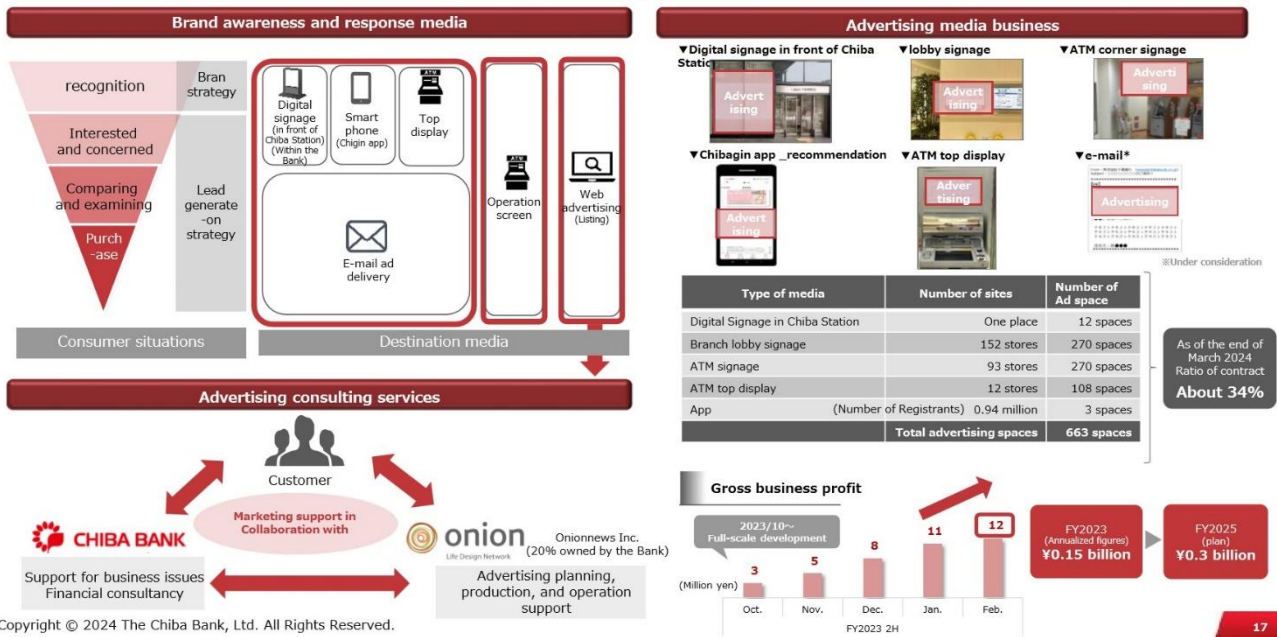 Brand awareness and response media
recognition
Bran
strategy
Interested
and concerned
Comparing
and examining
Purch
-ase
Lead
generate
-on
strategy
Digital
signage
(in front of
Chiba Station)
(Within the
Bank)
Smart
phone
(Chigin app)
ATM
Top
display
E-mail ad
delivery
ATM
Operation
screen
Web
advertising
(Listing)
Consumer situations
Destination media
Advertising consulting services
Customer
Marketing support in
Collaboration with
CHIBA BANK
Support for business issues
Financial consultancy
onion
Life Design Network
Onionnews Inc.
(20% owned by the Bank)
Advertising planning,
production, and operation
support
Copyright © 2024 The Chiba Bank, Ltd. All Rights Reserved.
Advertising media business
▼Digital signage in front of Chiba
Static
Advert
ising
▼lobby signage
Advert
ising
▼ATM corner signage
Adverti
sing
▼Chibagin app _recommendation
Advert
ising
▼ATM top display
Adver
tising
▼e-mail*
Advertising
※Under consideration
Type of media Number of sites Number of
Ad space
Digital Signage in Chiba Station One place 12 spaces
Branch lobby signage 152 stores 270 spaces
ATM signage 93 stores 270 spaces
ATM top display 12 stores 108 spaces
App (Number of Registrants) 0.94 million 3 spaces
Total advertising spaces 663 spaces
As of the end of
March 2024
Ratio of contract
About 34%
Gross business profit
2023/10~
Full-scale development
(Million yen)
3 5 8 11 12
Oct. Nov. Dec. Jan. Feb.
FY2023 2H
FY2023
(Annualized figures)
¥0.15 billion
FY2025
(plan)
¥0.3 billion
17